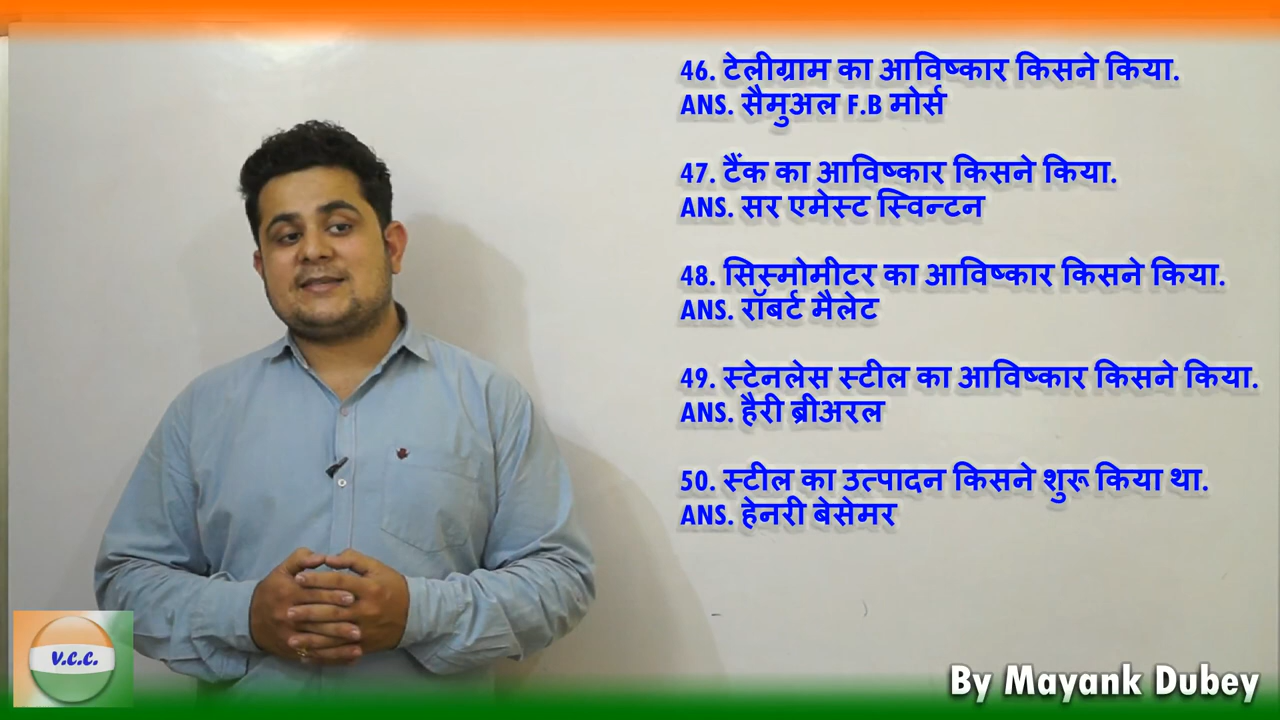 46. टेलीग्राम का आविष्कार किसने किया.
ANS. सैमुअल F.B मोर्स
47. टैंक का आविष्कार किसने किया.
ANS. सर एमेस्ट स्विन्टन
48. सिस्मोमीटर का आविष्कार किसने किया.
ANS. रॉबर्ट मैलेट
49. स्टेनलेस स्टील का आविष्कार किसने किया.
ANS. हैरी ब्रीअरल
50. स्टील का उत्पादन किसने शुरू किया था.
ANS. हेनरी बेसेमर
V.C.C.
By Mayank Dubey